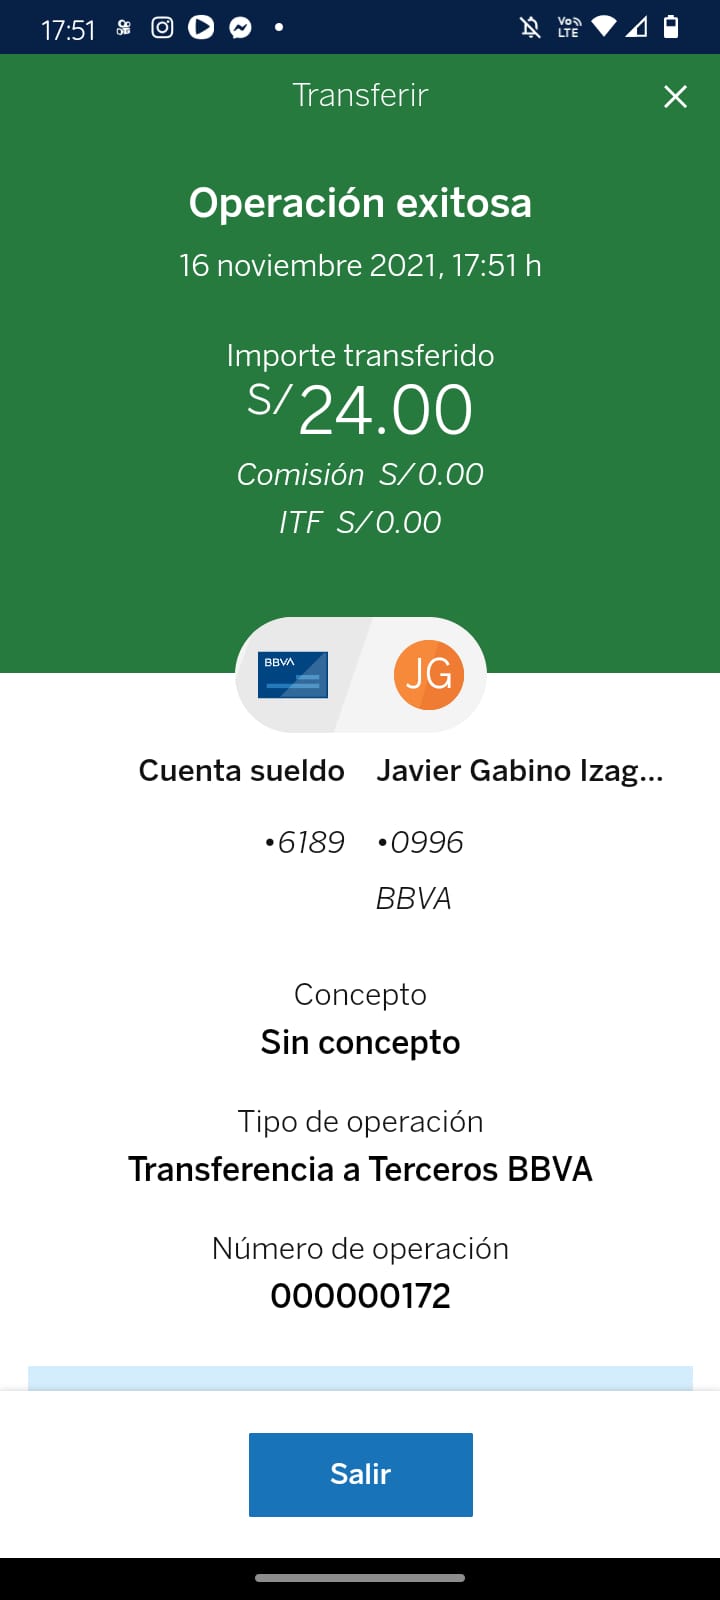 17:51
Vo
LTE
Transferir
Operación exitosa
16 noviembre 2021, 17:51 h
Importe transferido
S/24.00
Comisión S/0.00
ITF S/0.00
BBVA
JG
Cuenta sueldo Javier Gabino Izag...
•6189 •0996
BBVA
Concepto
Sin concepto
Tipo de operación
Transferencia a Terceros BBVA
Número de operación
000000172
Salir